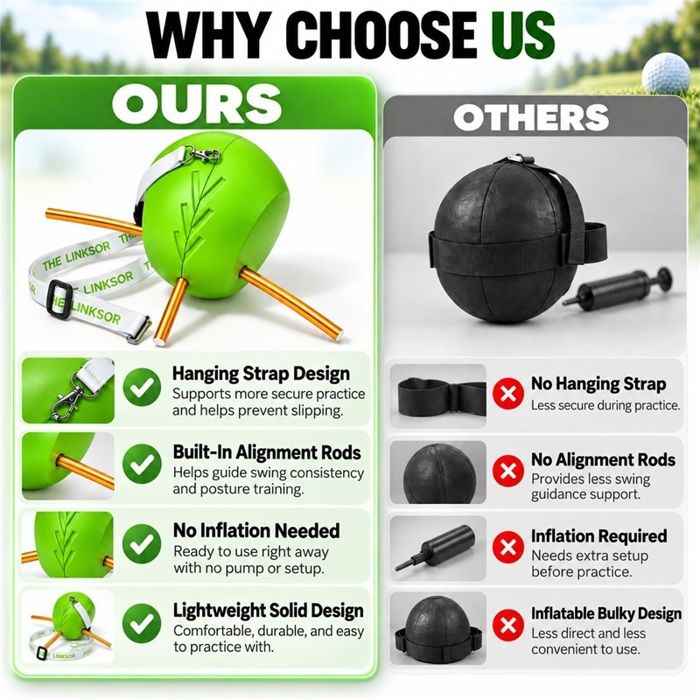 WHY CHOOSE US
OURS
THE LINKSOR THE
THE LINKSOR
Hanging Strap Design
Supports more secure practice
and helps prevent slipping.
Built-In Alignment Rods
Helps guide swing consistency
and posture training.
No Inflation Needed
Ready to use right away
with no pump or setup.
Lightweight Solid Design
Comfortable, durable, and easy
to practice with.
THE LINKSOR
OTHERS
No Hanging Strap
Less secure during practice.
No Alignment Rods
Provides less swing
guidance support.
Inflation Required
Needs extra setup
before practice.
Inflatable Bulky Design
Less direct and less
convenient to use.